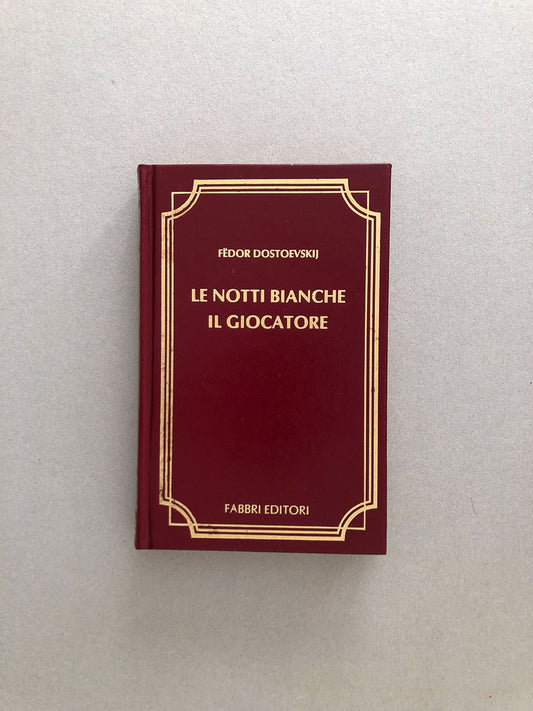 FËDOR DOSTOEVSKIJ
LE NOTTI BIANCHE
IL GIOCATORE
FABBRI EDITORI